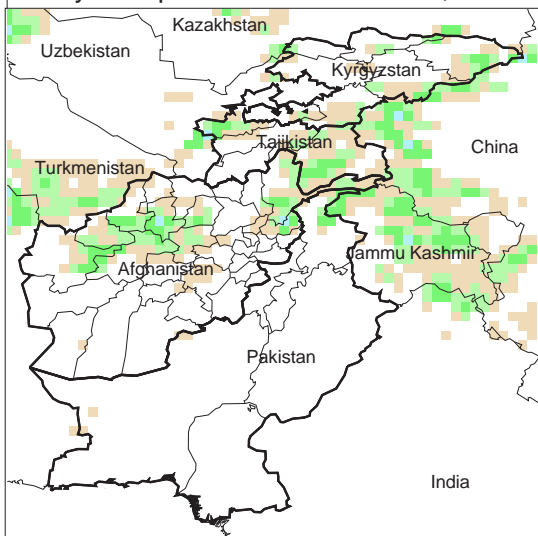 Kazakhstan
Uzbekistan
Kyrgyzstan
Tajikistan
China
Turkmenistan
Jammu Kashmir
Afghanistan
Pakistan
India